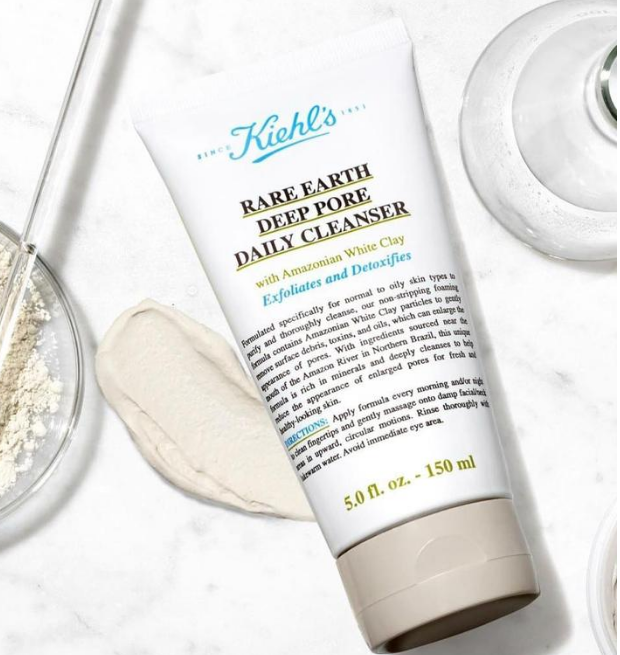 SINCE Kiehl's 1851
RARE EARTH
DEEP PORE
DAILY CLEANSER
with Amazonian White Clay
Exfoliates and Detoxifies
Formulated specifically for normal to oily skin types to
purify and thoroughly cleanse, our non-stripping foaming
formula contains Amazonian White Clay particles to gently
remove surface debris, toxins, and oils, which can enlarge the
appearance of pores. With ingredients sourced near the
mouth of the Amazon River in Northern Brazil, this unique
formula is rich in minerals and deeply cleanses to help
reduce the appearance of enlarged pores for fresh and
healthy-looking skin.
DIRECTIONS: Apply formula every morning and/or night
to clean fingertips and gently massage onto damp facial/neck
areas in upward, circular motions. Rinse thoroughly with
lukewarm water. Avoid immediate eye area.
5.0 fl. oz. - 150 ml